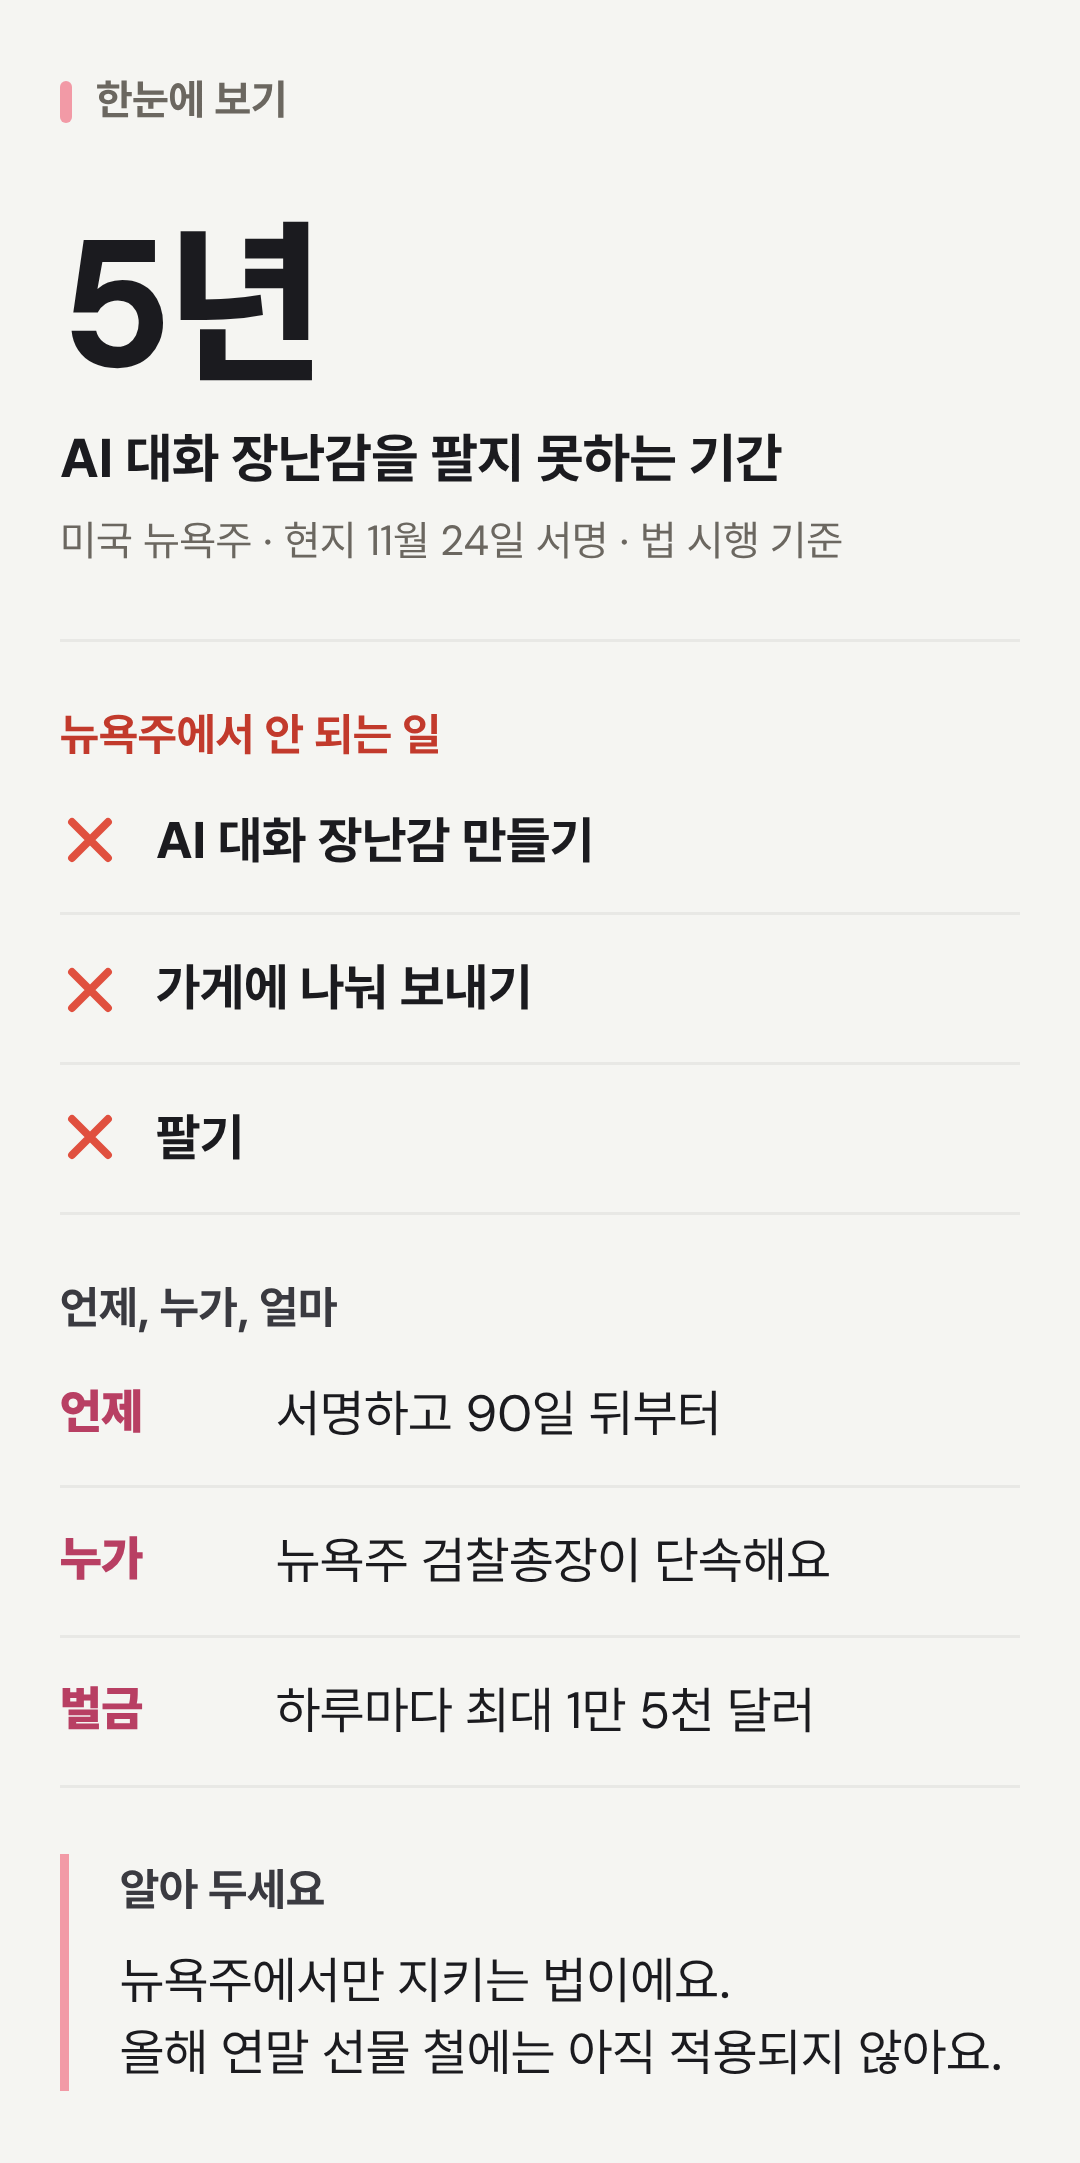 한눈에 보기
5년
AI 대화 장난감을 팔지 못하는 기간
미국 뉴욕주 · 현지 11월 24일 서명 · 법 시행 기준
뉴욕주에서 안 되는 일
AI 대화 장난감 만들기
가게에 나눠 보내기
팔기
언제, 누가, 얼마
언제 서명하고 90일 뒤부터
누가 뉴욕주 검찰총장이 단속해요
벌금 하루마다 최대 1만 5천 달러
알아 두세요
뉴욕주에서만 지키는 법이에요.
올해 연말 선물 철에는 아직 적용되지 않아요.